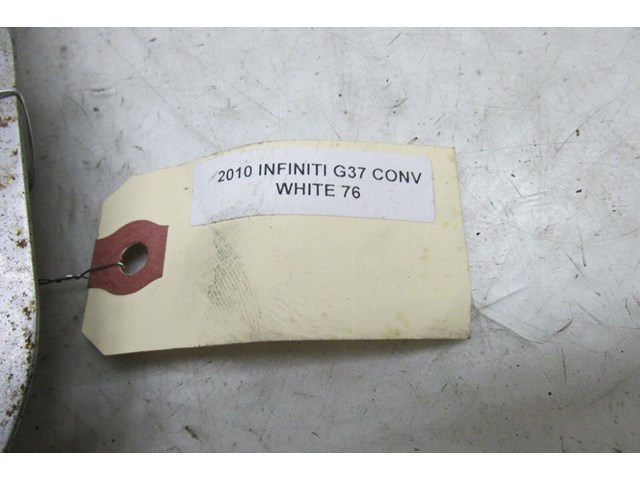 2010 INFINITI G37 CONV
WHITE 76